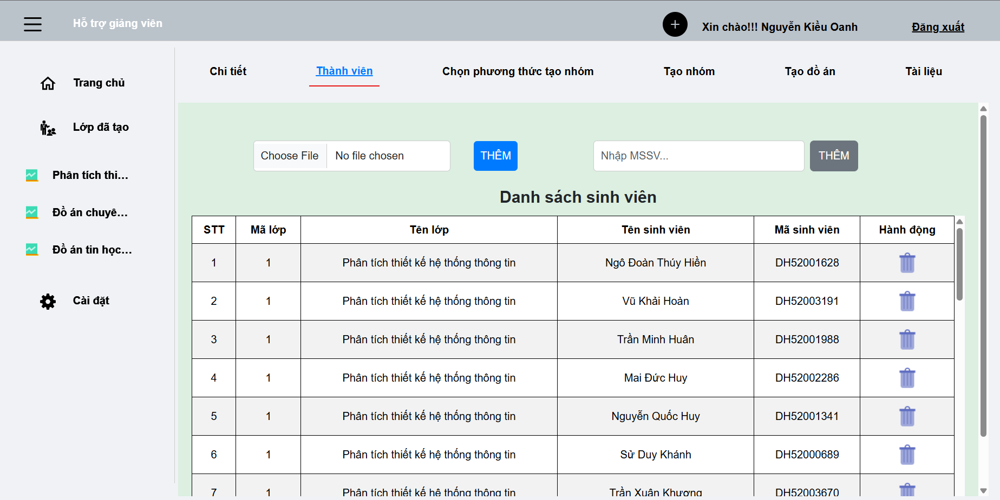 Hỗ trợ giảng viên
Xin chào!!! Nguyễn Kiều Oanh
Đăng xuất
Trang chủ
Lớp đã tạo
Phân tích thi...
Đồ án chuyê...
Đồ án tin học...
Cài đặt
Chi tiết Thành viên Chọn phương thức tạo nhóm Tạo nhóm Tạo đồ án Tài liệu
Choose File No file chosen THÊM Nhập MSSV... THÊM
Danh sách sinh viên
STT Mã lớp Tên lớp Tên sinh viên Mã sinh viên Hành động
1 1 Phân tích thiết kế hệ thống thông tin Ngô Đoàn Thúy Hiền DH52001628
2 1 Phân tích thiết kế hệ thống thông tin Vũ Khải Hoàn DH52003191
3 1 Phân tích thiết kế hệ thống thông tin Trần Minh Huân DH52001988
4 1 Phân tích thiết kế hệ thống thông tin Mai Đức Huy DH52002286
5 1 Phân tích thiết kế hệ thống thông tin Nguyễn Quốc Huy DH52001341
6 1 Phân tích thiết kế hệ thống thông tin Sử Duy Khánh DH52000689
7 1 Phân tích thiết kế hệ thống thông tin Trần Xuân Khương DH52003670